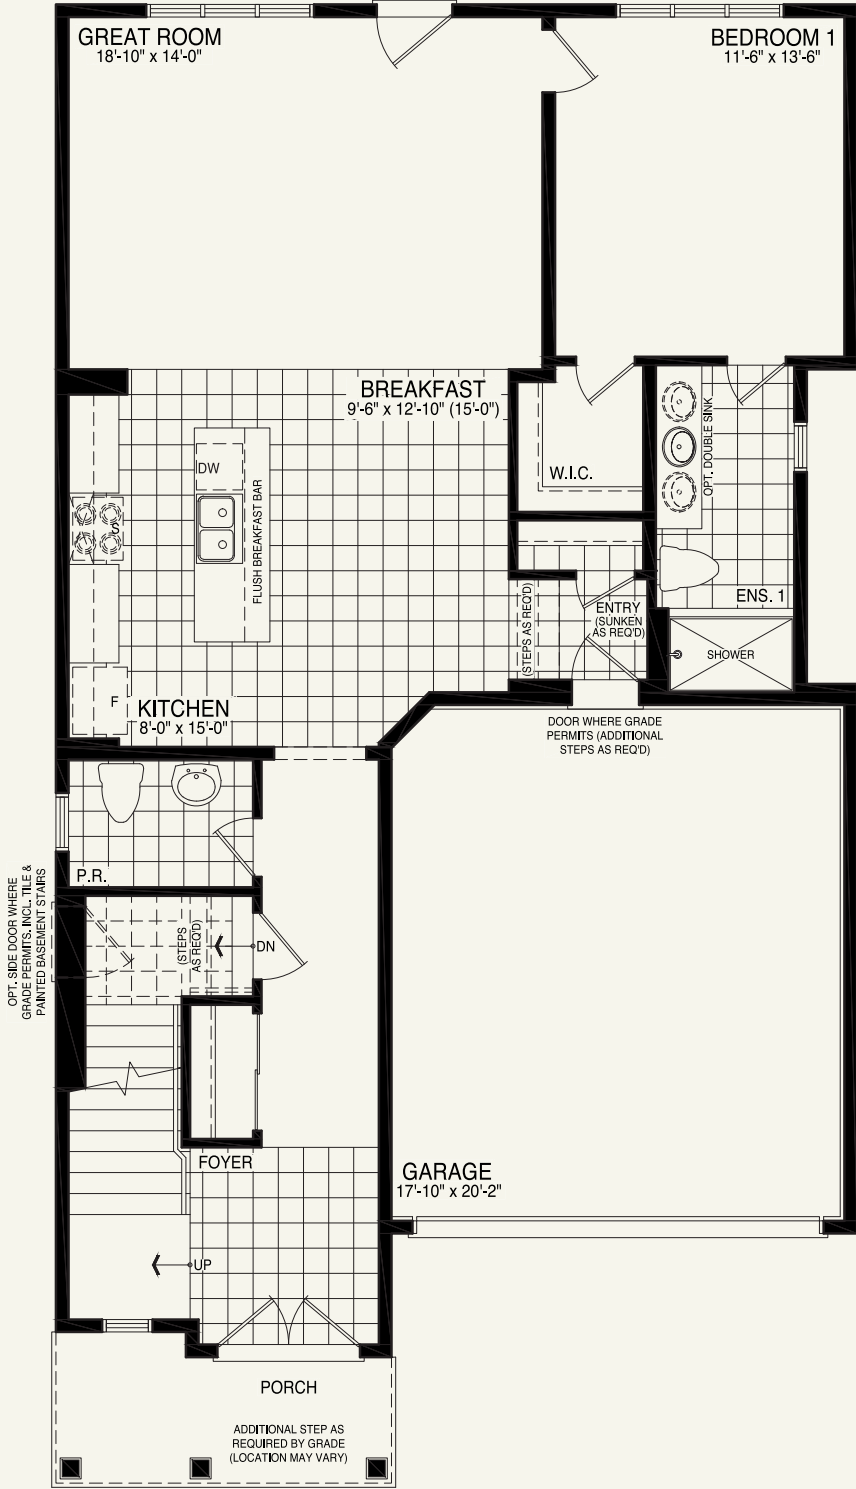 GREAT ROOM
18'-10" x 14'-0"
BEDROOM 1
11'-6" x 13'-6"
BREAKFAST
9'-6" x 12'-10" (15'-0")
DW
FLUSH BREAKFAST BAR
S
F
KITCHEN
8'-0" x 15'-0"
W.I.C.
OPT. DOUBLE SINK
ENS. 1
SHOWER
ENTRY
(SUNKEN
AS REQ'D)
(STEPS AS REQ'D)
DOOR WHERE GRADE
PERMITS (ADDITIONAL
STEPS AS REQ'D)
P.R.
OPT. SIDE DOOR WHERE
GRADE PERMITS. INCL. TILE &
PAINTED BASEMENT STAIRS
(STEPS
AS REQ'D)
DN
FOYER
GARAGE
17'-10" x 20'-2"
UP
PORCH
ADDITIONAL STEP AS
REQUIRED BY GRADE
(LOCATION MAY VARY)